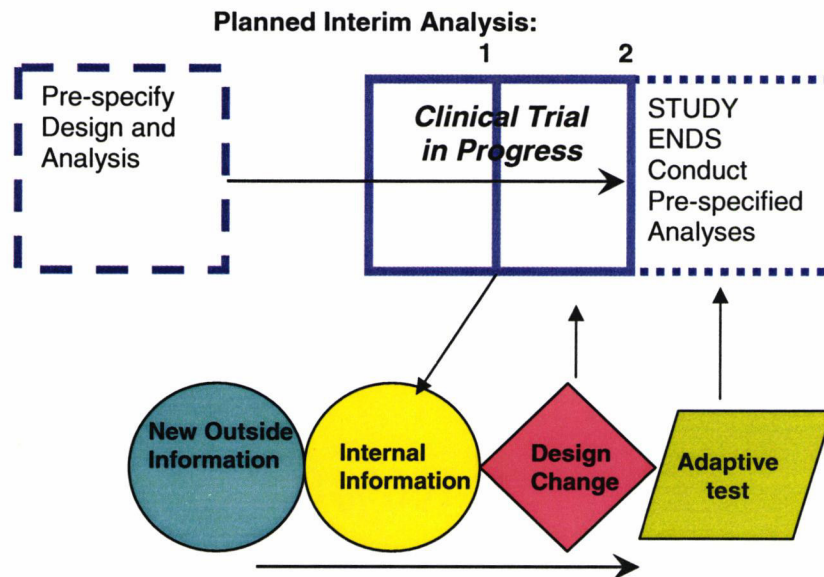 Planned Interim Analysis:
1 2
Pre-specify
Design and
Analysis
Clinical Trial
in Progress
STUDY
ENDS
Conduct
Pre-specified
Analyses
New Outside
Information
Internal
Information
Design
Change
Adaptive
test